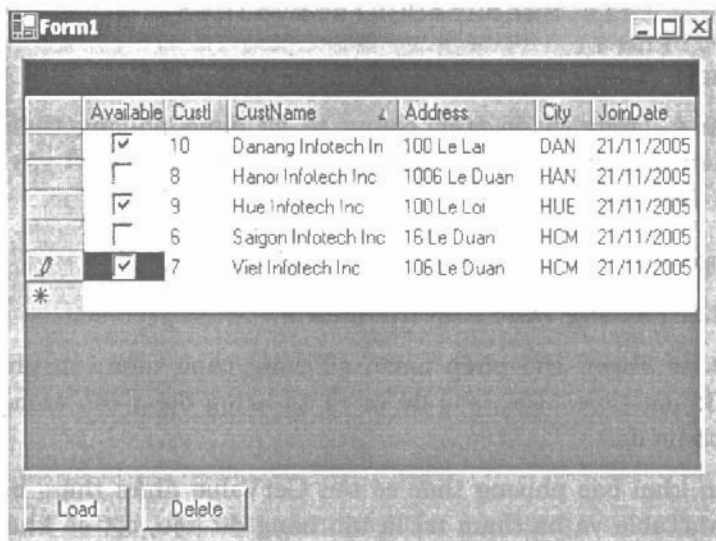 Form1
Available CustI CustName Address City JoinDate
10 Danang Infotech In 100 Le Lai DAN 21/11/2005
8 Hanoi Infotech Inc 1006 Le Duan HAN 21/11/2005
9 Hue Infotech Inc 100 Le Loi HUE 21/11/2005
6 Saigon Infotech Inc 16 Le Duan HCM 21/11/2005
7 Viet Infotech Inc 106 Le Duan HCM 21/11/2005
Load Delete